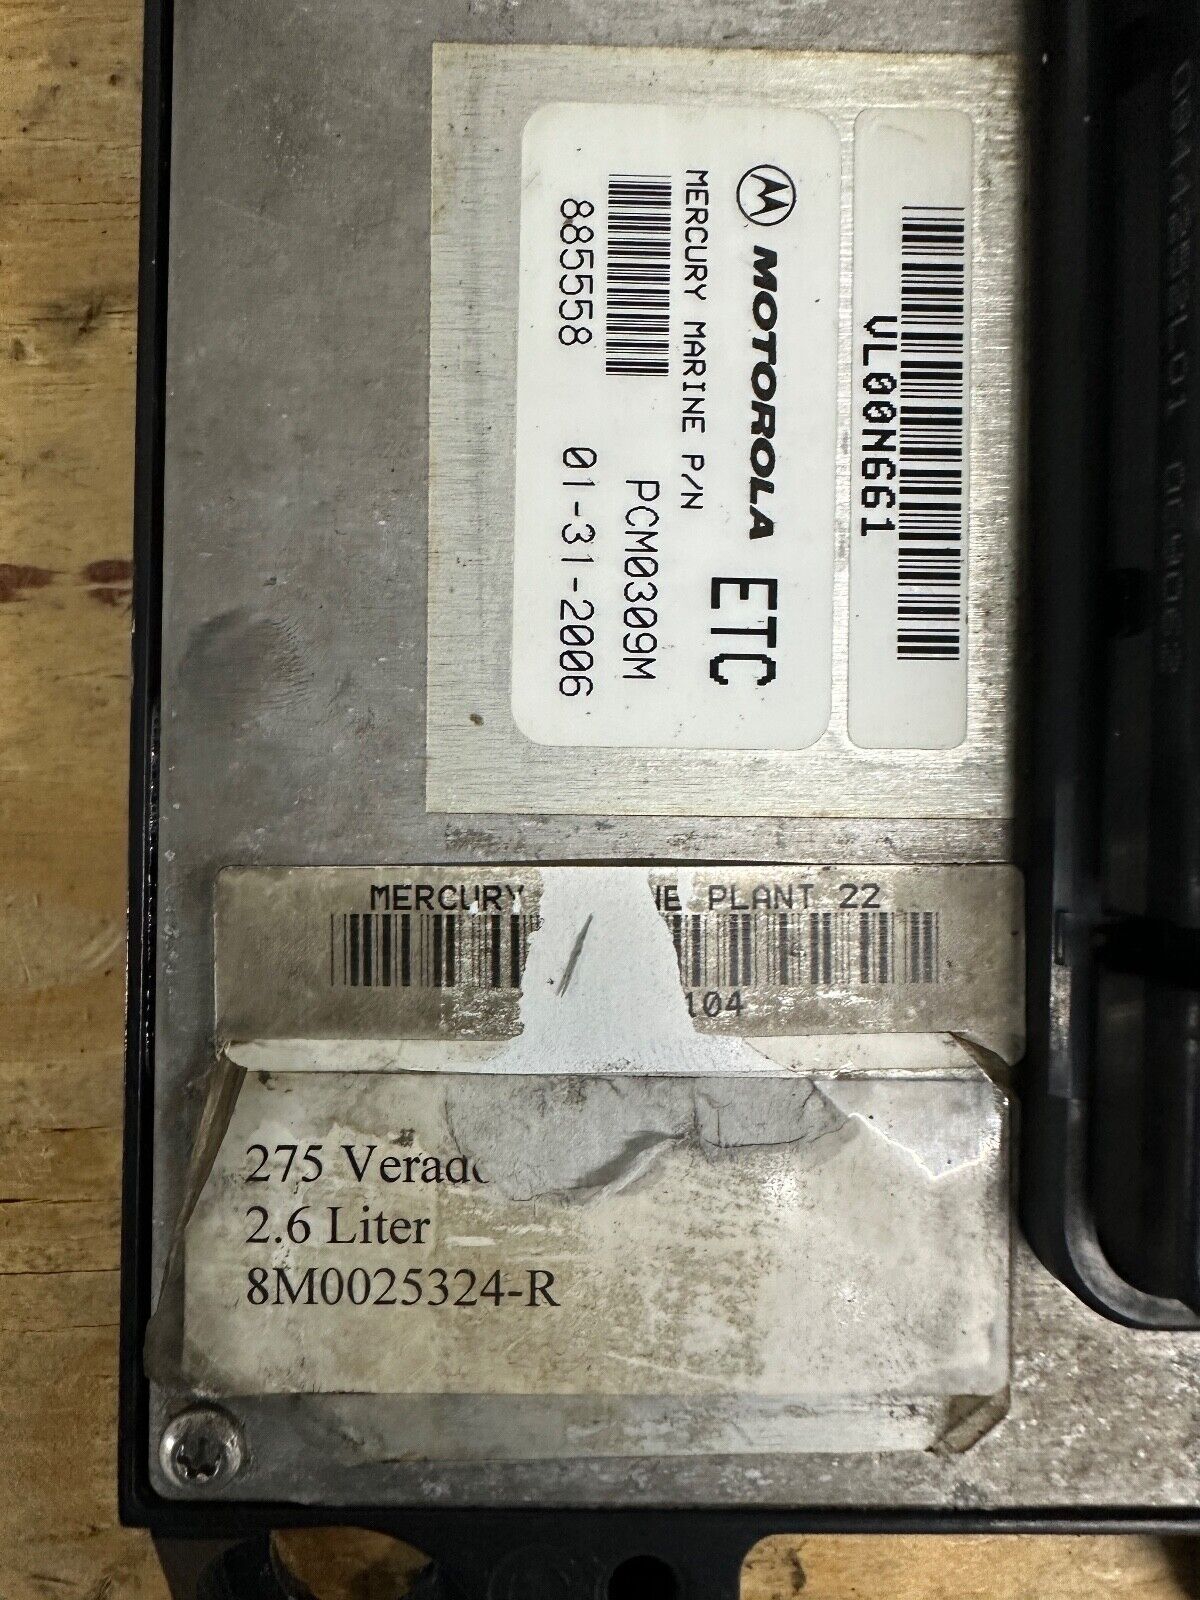 VL00N661
MOTOROLA ETC
MERCURY MARINE P/N
PCM0309M
885558 01-31-2006
MERCURY PLANT 22
104
275 Verado
2.6 Liter
8M0025324-R